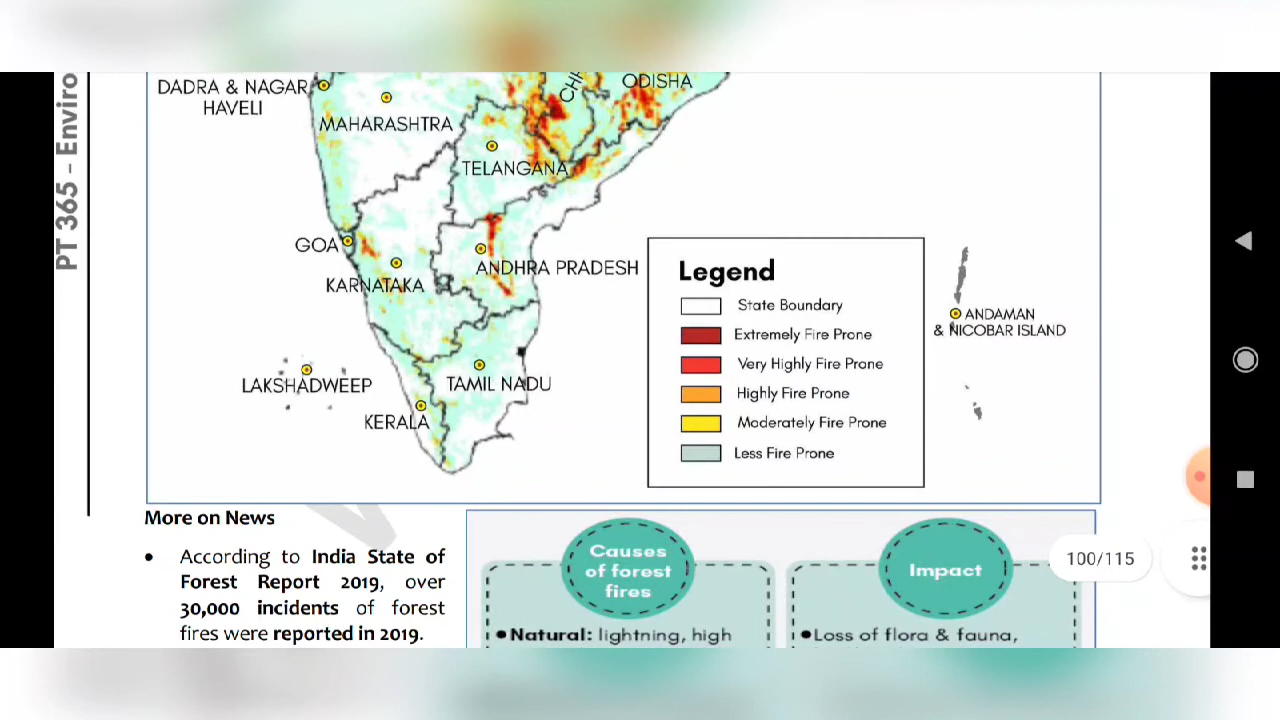 PT 365 – Enviro
DADRA & NAGAR
HAVELI
ODISHA
MAHARASHTRA
TELANGANA
GOA
KARNATAKA
ANDHRA PRADESH
LAKSHADWEEP
TAMIL NADU
KERALA
Legend
State Boundary
Extremely Fire Prone
Very Highly Fire Prone
Highly Fire Prone
Moderately Fire Prone
Less Fire Prone
ANDAMAN
& NICOBAR ISLAND
More on News
• According to India State of
Forest Report 2019, over
30,000 incidents of forest
fires were reported in 2019.
Causes
of forest
fires
•Natural: lightning, high
Impact
•Loss of flora & fauna,
100/115